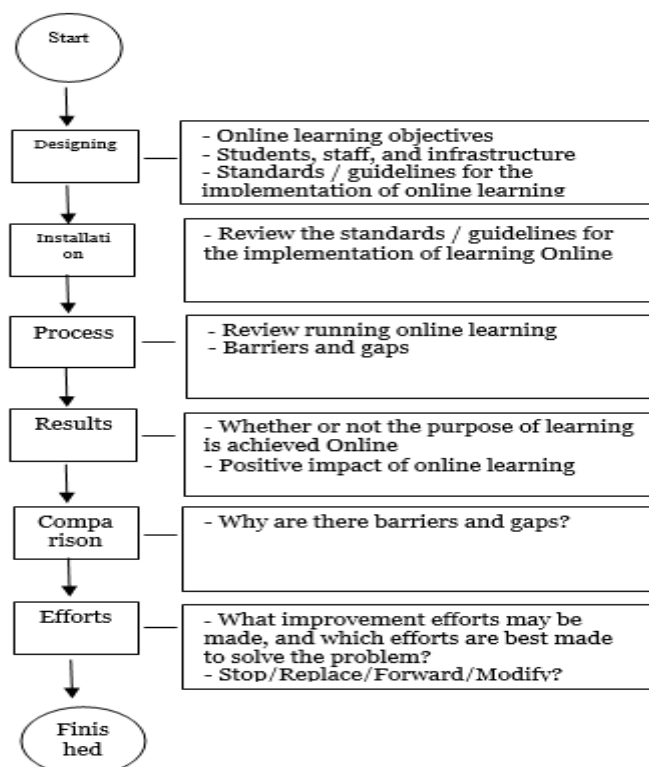 Start
Designing
- Online learning objectives
- Students, staff, and infrastructure
- Standards / guidelines for the
implementation of online learning
Installati
on
- Review the standards / guidelines for
the implementation of learning Online
Process
- Review running online learning
- Barriers and gaps
Results
- Whether or not the purpose of learning
is achieved Online
- Positive impact of online learning
Compa
rison
- Why are there barriers and gaps?
Efforts
- What improvement efforts may be
made, and which efforts are best made
to solve the problem?
- Stop/Replace/Forward/Modify?
Finis
hed